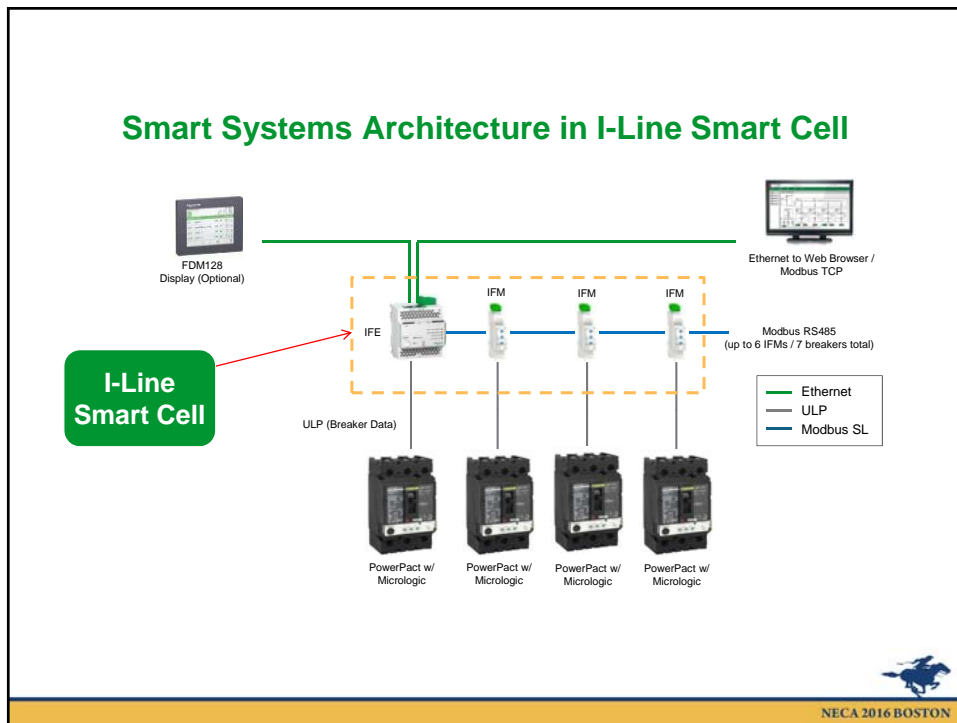 Smart Systems Architecture in I-Line Smart Cell
FDM128
Display (Optional)
Ethernet to Web Browser /
Modbus TCP
IFM
IFM
IFM
IFE
Modbus RS485
(up to 6 IFMs / 7 breakers total)
I-Line
Smart Cell
Ethernet
ULP
Modbus SL
ULP (Breaker Data)
PowerPact w/
Micrologic
PowerPact w/
Micrologic
PowerPact w/
Micrologic
PowerPact w/
Micrologic
NECA 2016 BOSTON